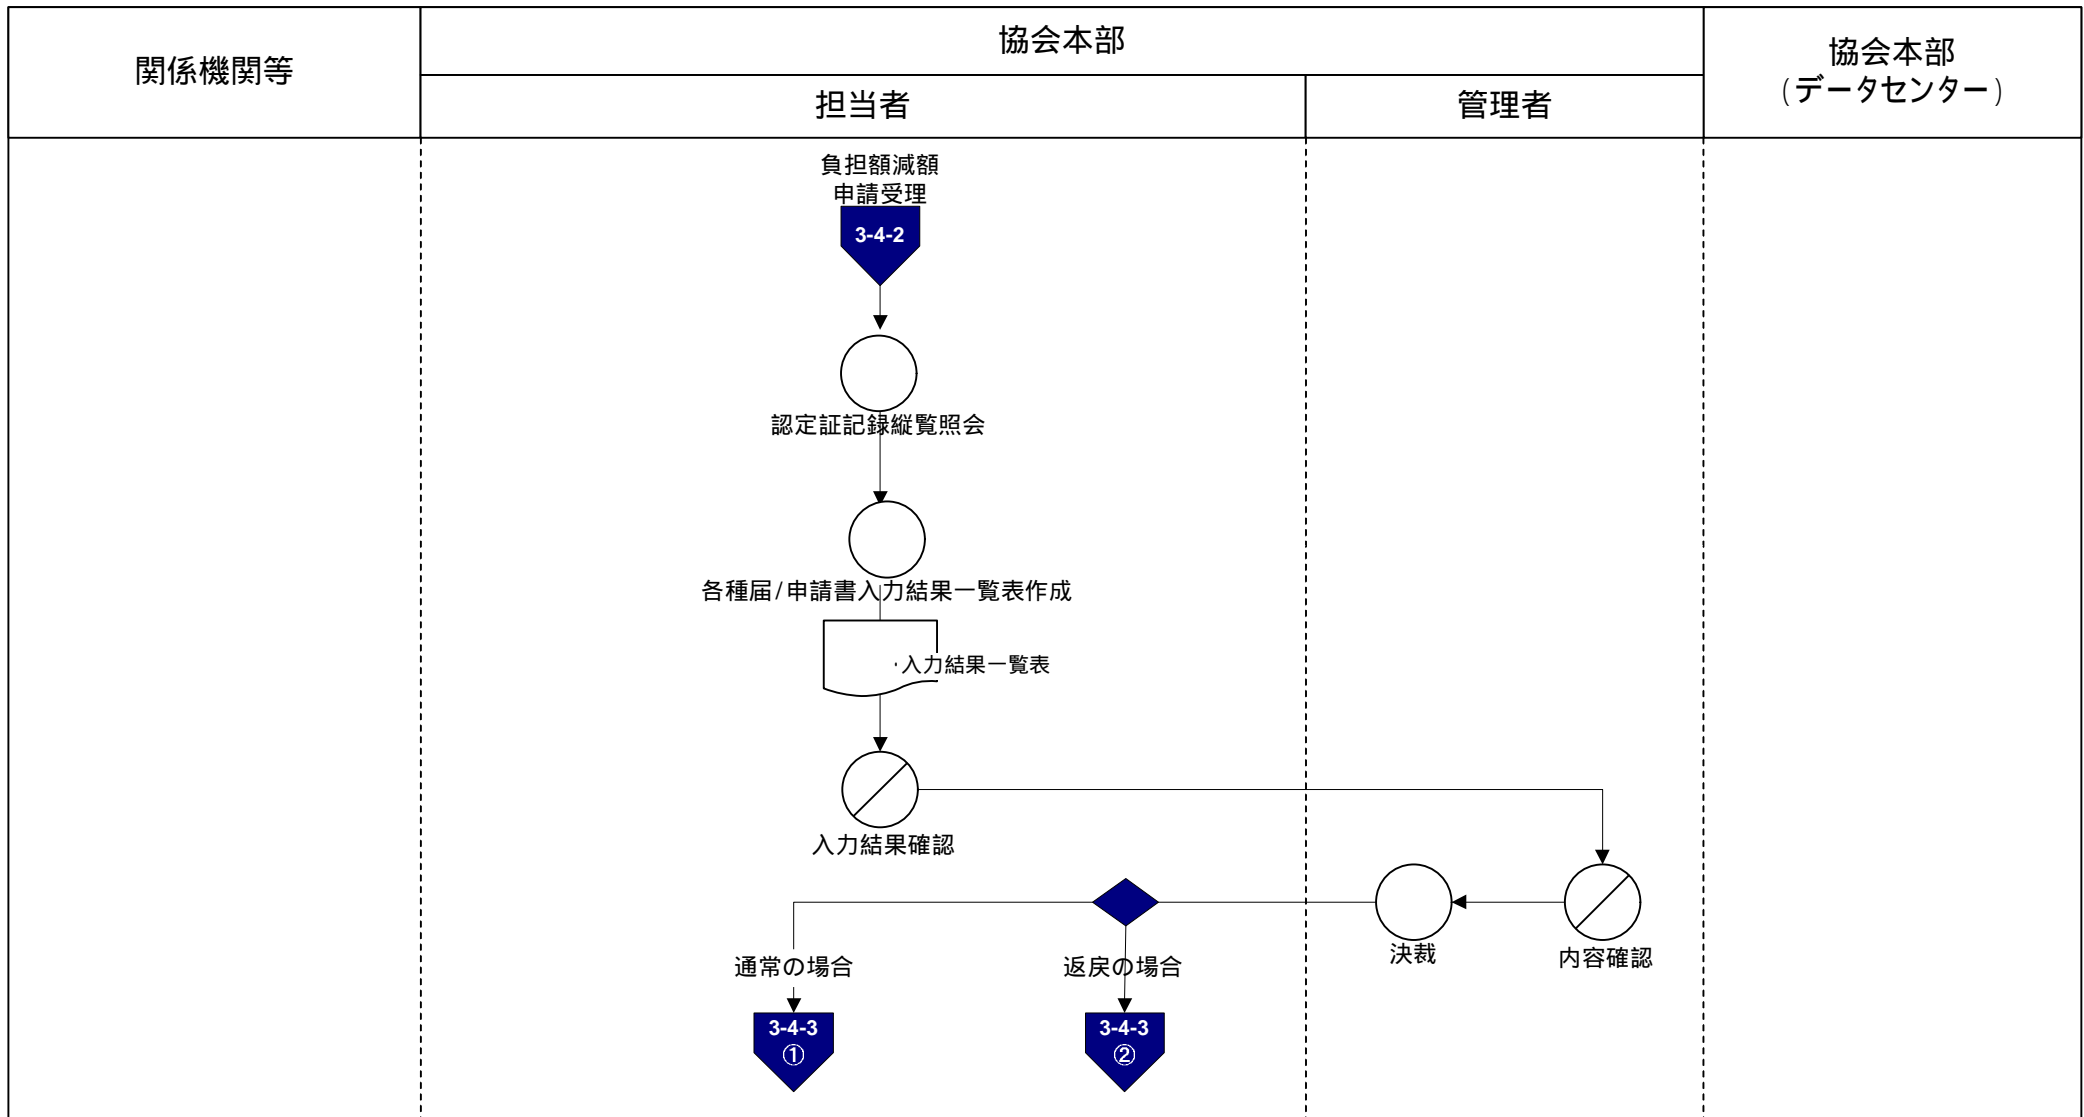 関係機関等
協会本部
協会本部
(データセンター)
担当者
管理者
負担額減額
申請受理
3-4-2
認定証記録縦覧照会
各種届/申請書入力結果一覧表作成
・入力結果一覧表
入力結果確認
決裁
内容確認
通常の場合
返戻の場合
3-4-3
①
3-4-3
②